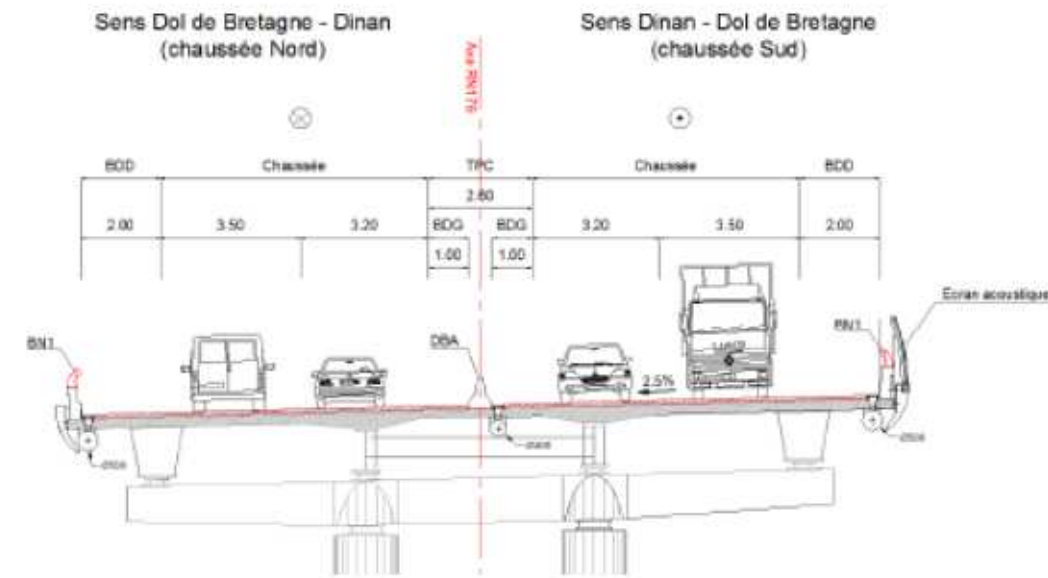 Sens Dol de Bretagne - Dinan
(chaussée Nord)
Sens Dinan - Dol de Bretagne
(chaussée Sud)
Axe RN176
BDD
Chaussée
TPC
Chaussée
BDD
2.60
2.00
3.50
3.20
BDG
BDG
3.20
3.50
2.00
1.00
1.00
Ecran acoustique
BN1
DBA
BN1
2.5%